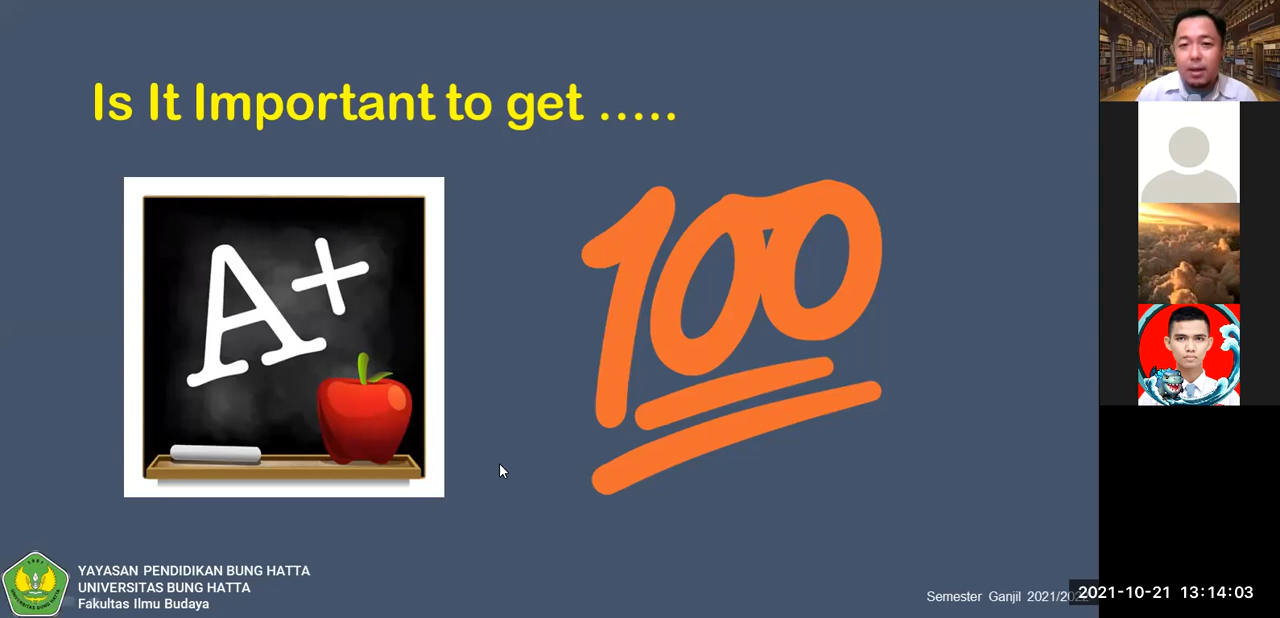 Is It Important to get .....
A+
100
YAYASAN PENDIDIKAN BUNG HATTA
UNIVERSITAS BUNG HATTA
Fakultas Ilmu Budaya
Semester Ganjil 2021/2022
2021-10-21 13:14:03